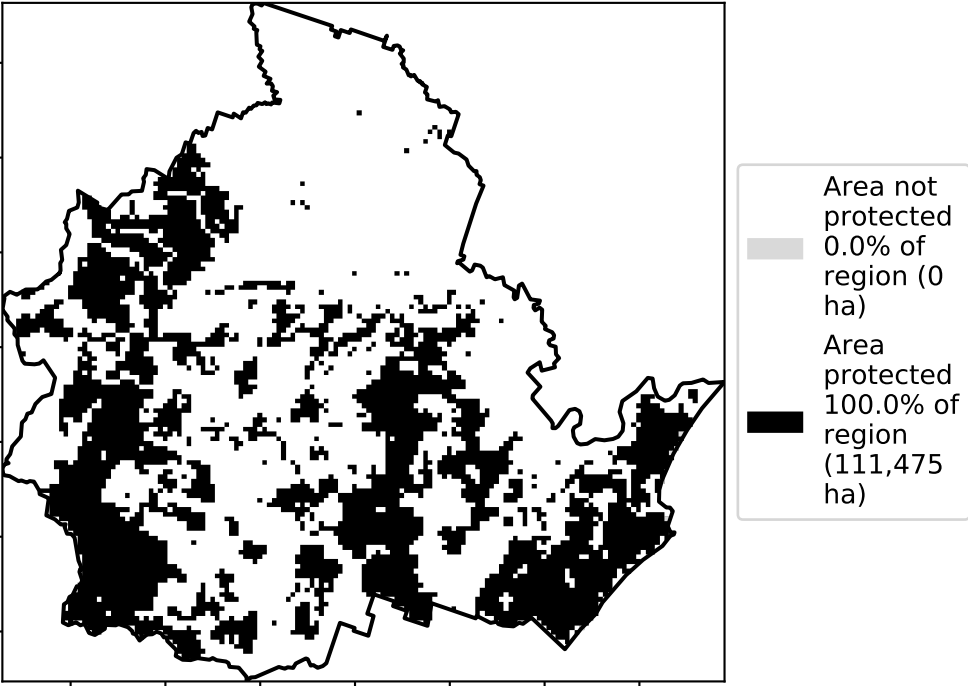 Area not
protected
0.0% of
region (0
ha)
Area
protected
100.0% of
region
(111,475
ha)